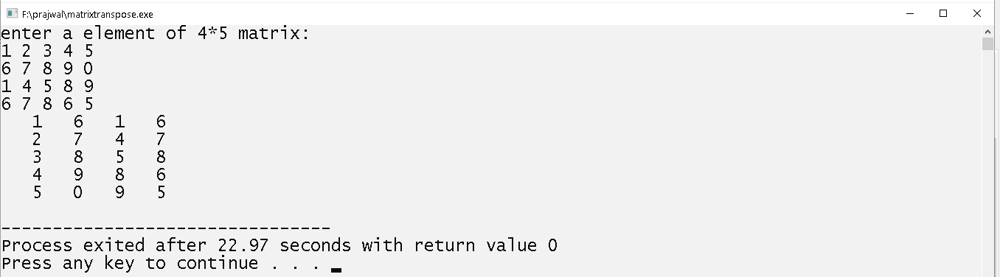 F:\prajwal\matrixtranspose.exe
enter a element of 4*5 matrix:
1 2 3 4 5
6 7 8 9 0
1 4 5 8 9
6 7 8 6 5
   1   6   1   6
   2   7   4   7
   3   8   5   8
   4   9   8   6
   5   0   9   5
--------------------------------
Process exited after 22.97 seconds with return value 0
Press any key to continue . . .